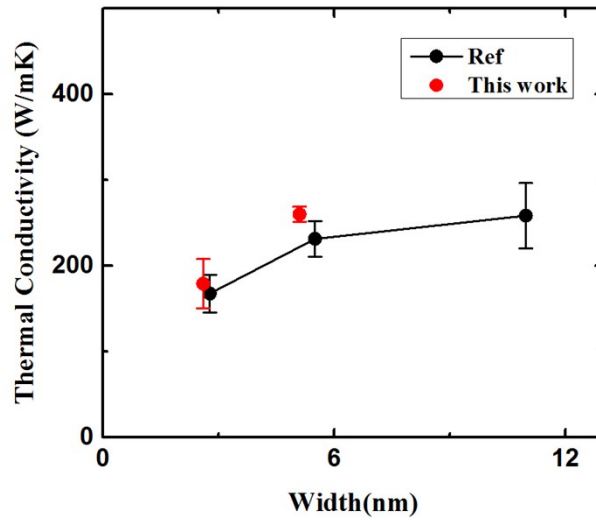 Ref
This work
Thermal Conductivity (W/mK)
400
200
0
0
6
12
Width(nm)